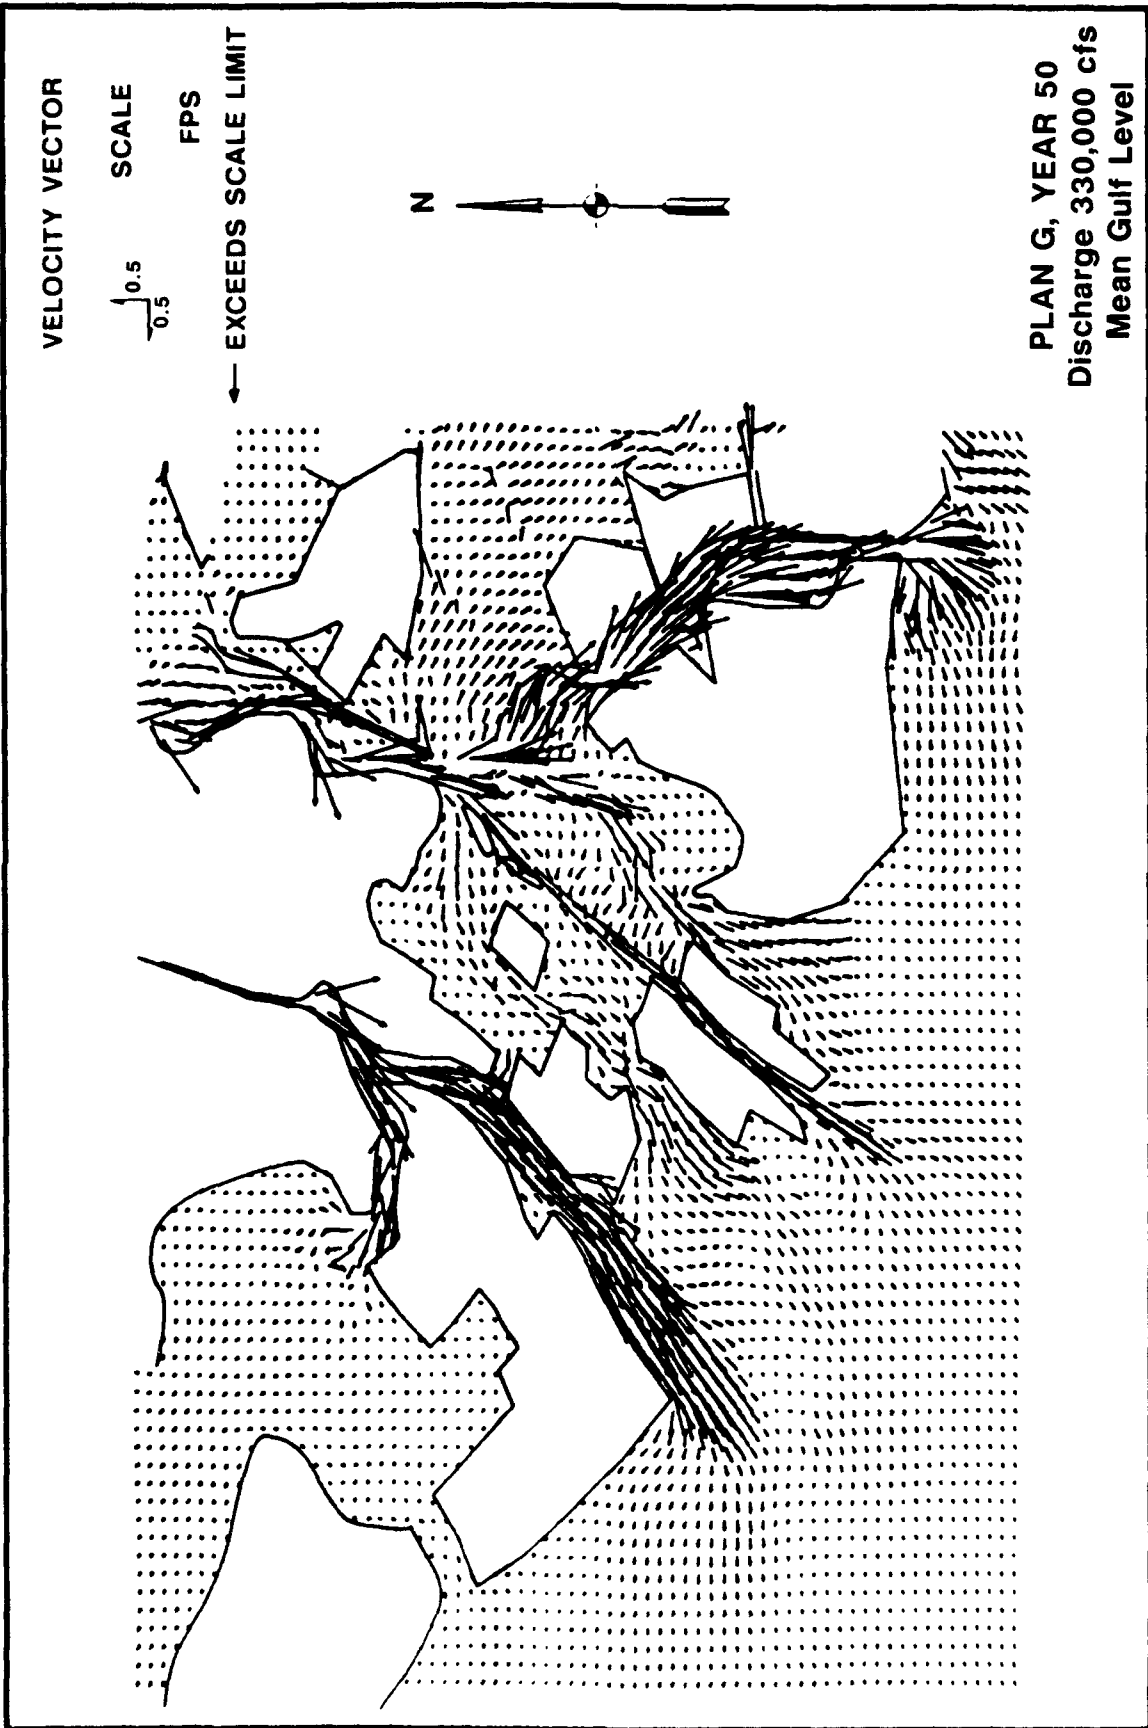 VELOCITY VECTOR
0.5
0.5
SCALE
FPS
← EXCEEDS SCALE LIMIT
N
PLAN G, YEAR 50
Discharge 330,000 cfs
Mean Gulf Level